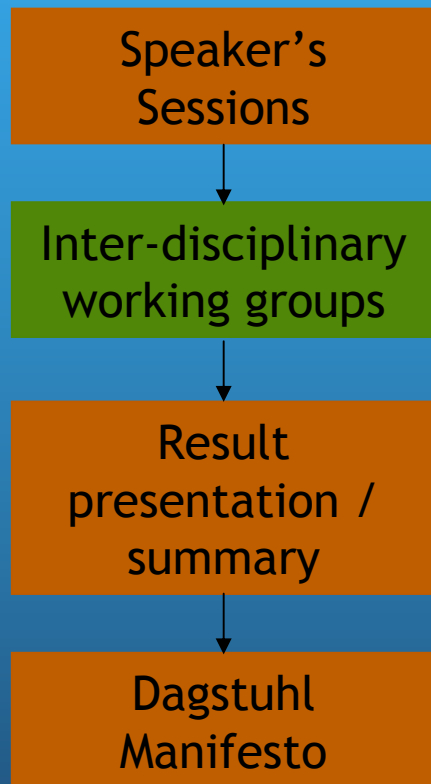 Speaker’s
Sessions
Inter-disciplinary
working groups
Result
presentation /
summary
Dagstuhl
Manifesto